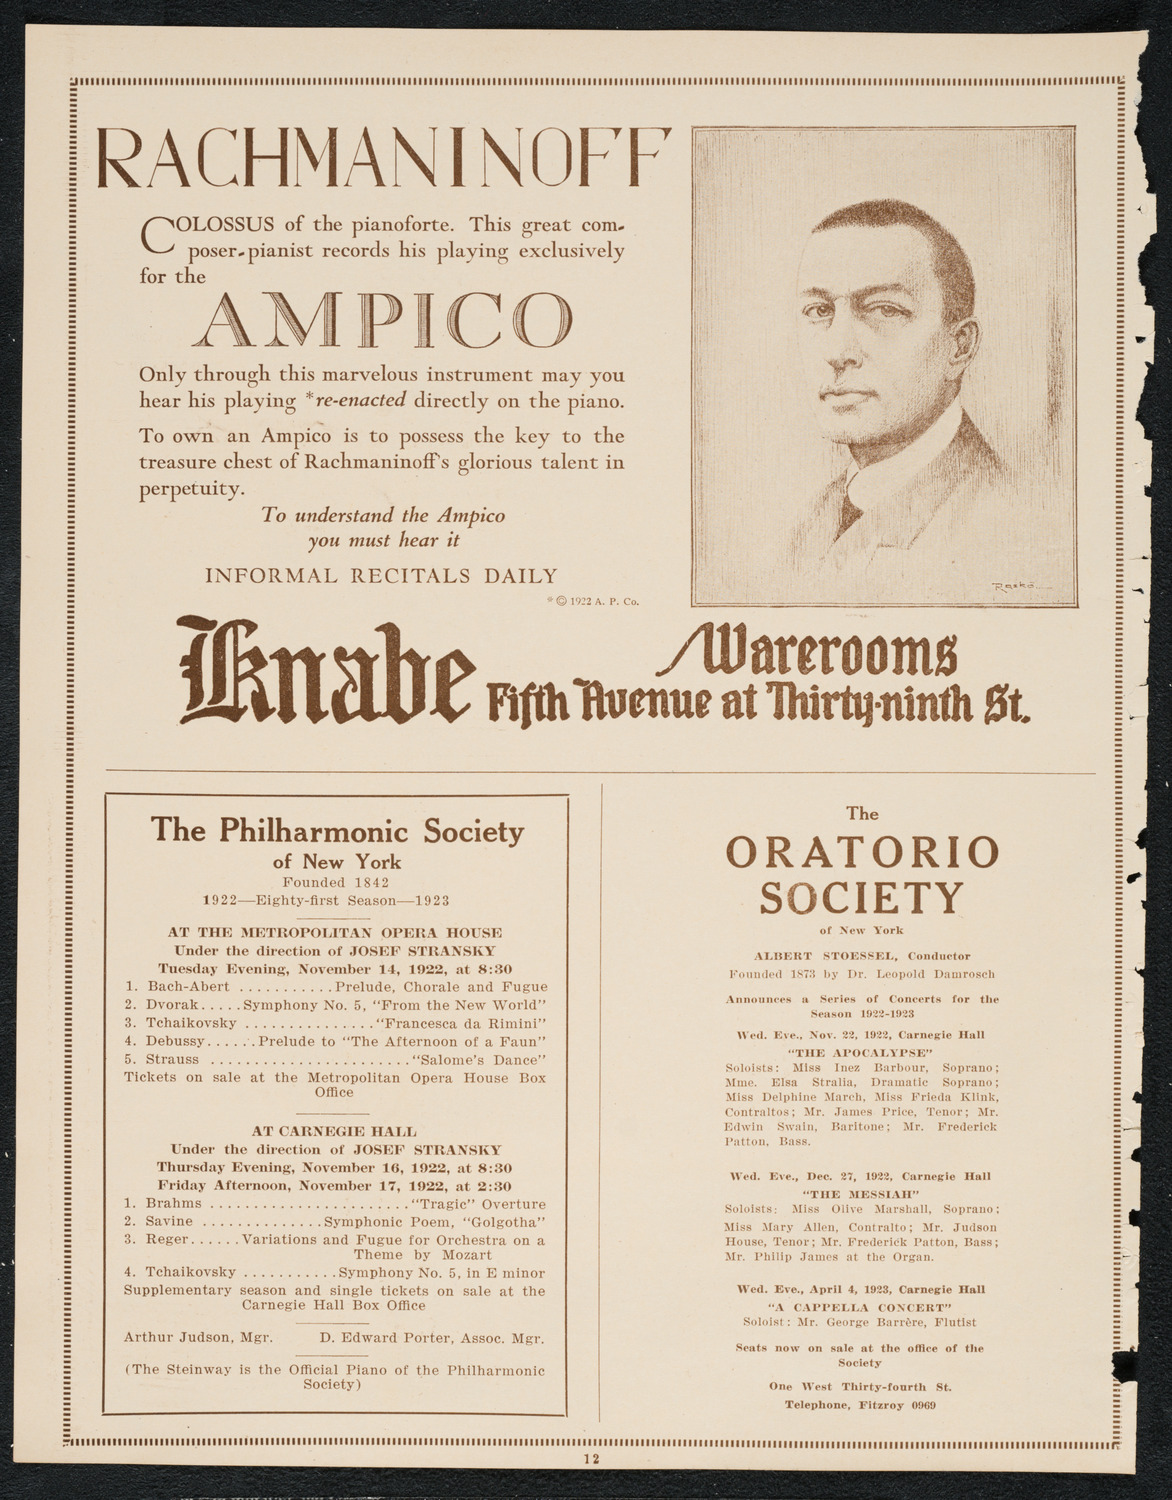 RACHMANINOFF
COLOSSUS of the pianoforte. This great com-
poser-pianist records his playing exclusively
for the
AMPICO
Only through this marvelous instrument may you
hear his playing *re-enacted directly on the piano.
To own an Ampico is to possess the key to the
treasure chest of Rachmaninoff's glorious talent in
perpetuity.
To understand the Ampico
you must hear it
INFORMAL RECITALS DAILY
* © 1922 A. P. Co.
Rasko
Knabe Warerooms
Fifth Avenue at Thirty-ninth St.
The Philharmonic Society
of New York
Founded 1842
1922—Eighty-first Season—1923
AT THE METROPOLITAN OPERA HOUSE
Under the direction of JOSEF STRANSKY
Tuesday Evening, November 14, 1922, at 8:30
1. Bach-Abert ...........Prelude, Chorale and Fugue
2. Dvorak.....Symphony No. 5, “From the New World”
3. Tchaikovsky ...............“Francesca da Rimini”
4. Debussy......Prelude to “The Afternoon of a Faun”
5. Strauss .......................“Salome's Dance”
Tickets on sale at the Metropolitan Opera House Box
Office
AT CARNEGIE HALL
Under the direction of JOSEF STRANSKY
Thursday Evening, November 16, 1922, at 8:30
Friday Afternoon, November 17, 1922, at 2:30
1. Brahms .......................“Tragic” Overture
2. Savine ..............Symphonic Poem, “Golgotha”
3. Reger......Variations and Fugue for Orchestra on a
Theme by Mozart
4. Tchaikovsky ...........Symphony No. 5, in E minor
Supplementary season and single tickets on sale at the
Carnegie Hall Box Office
Arthur Judson, Mgr. D. Edward Porter, Assoc. Mgr.
(The Steinway is the Official Piano of the Philharmonic
Society)
The
ORATORIO
SOCIETY
of New York
ALBERT STOESSEL, Conductor
Founded 1873 by Dr. Leopold Damrosch
Announces a Series of Concerts for the
Season 1922-1923
Wed. Eve., Nov. 22, 1922, Carnegie Hall
“THE APOCALYPSE”
Soloists: Miss Inez Barbour, Soprano;
Mme. Elsa Stralia, Dramatic Soprano;
Miss Delphine March, Miss Frieda Klink,
Contraltos; Mr. James Price, Tenor; Mr.
Edwin Swain, Baritone; Mr. Frederick
Patton, Bass.
Wed. Eve., Dec. 27, 1922, Carnegie Hall
“THE MESSIAH”
Soloists: Miss Olive Marshall, Soprano;
Miss Mary Allen, Contralto; Mr. Judson
House, Tenor; Mr. Frederick Patton, Bass;
Mr. Philip James at the Organ.
Wed. Eve., April 4, 1923, Carnegie Hall
“A CAPPELLA CONCERT”
Soloist: Mr. George Barrère, Flutist
Seats now on sale at the office of the
Society
One West Thirty-fourth St.
Telephone, Fitzroy 0969
12